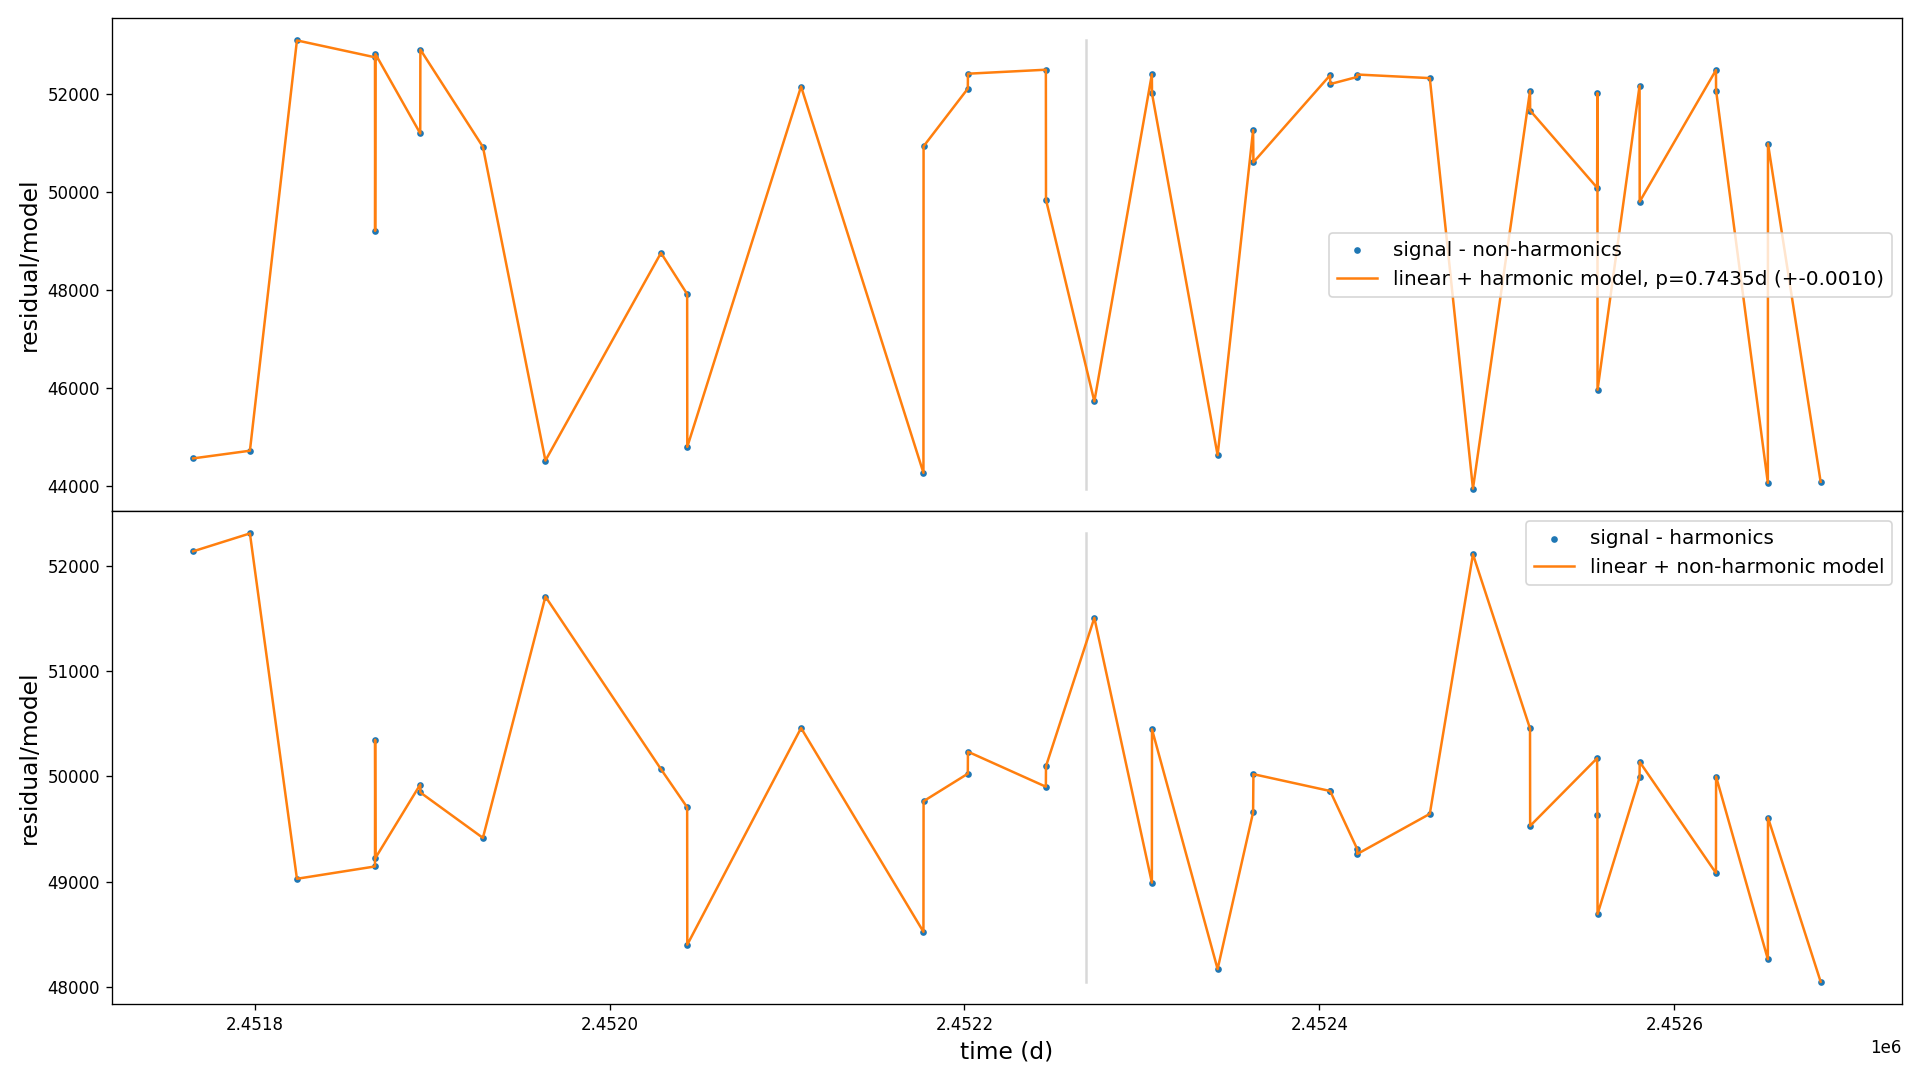 52000
50000
48000
46000
44000
residual/model
signal - non-harmonics
linear + harmonic model, p=0.7435d (+-0.0010)
52000
51000
50000
49000
48000
residual/model
signal - harmonics
linear + non-harmonic model
2.4518
2.4520
2.4522
2.4524
2.4526
1e6
time (d)